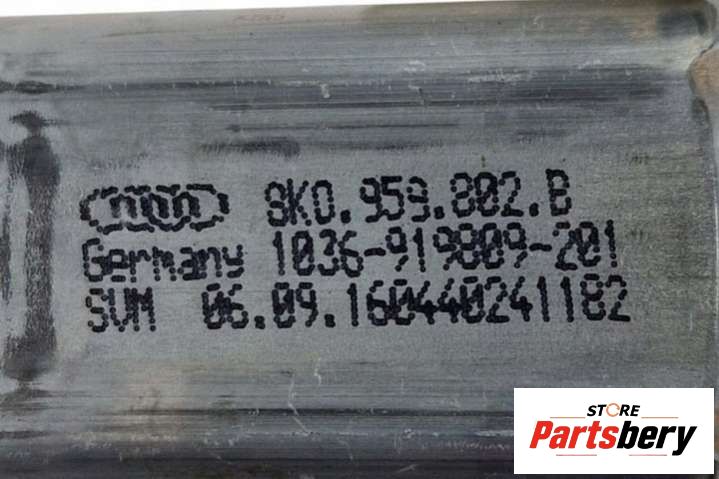 8K0.959.802.B
Germany 1036-919809-201
SVM 06.09.160440241182
STORE
Partsbery